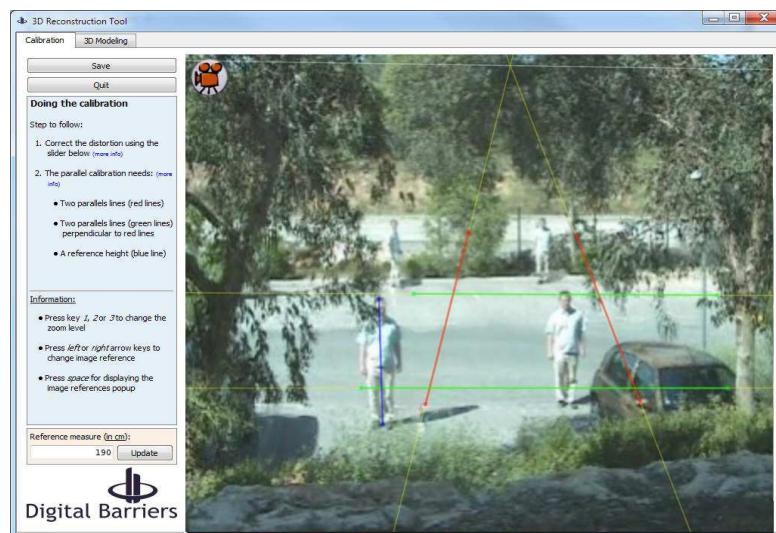 3D Reconstruction Tool
Calibration
3D Modeling
Save
Quit
Doing the calibration
Step to follow:
1. Correct the distortion using the
slider below (more info)
2. The parallel calibration needs: (more
info)
• Two parallels lines (red lines)
• Two parallels lines (green lines)
perpendicular to red lines
• A reference height (blue line)
Information:
• Press key 1, 2 or 3 to change the
zoom level
• Press left or right arrow keys to
change image reference
• Press space for displaying the
image references popup
Reference measure (in cm):
190 Update
Digital Barriers